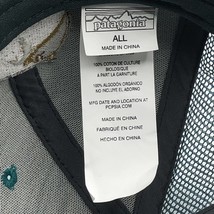 patagonia
ALL
MADE IN CHINA
100% COTON DE CULTURE
BIOLOGIQUE
A PART LA GARNITURE
100% ALGODÓN ORGÁNICO
NO INCLUYE EL ADORNO
MFG DATE AND LOCATION AT
PCIPSIA.COM
MADE IN CHINA
FABRIQUÉ EN CHINE
HECHO EN CHINA